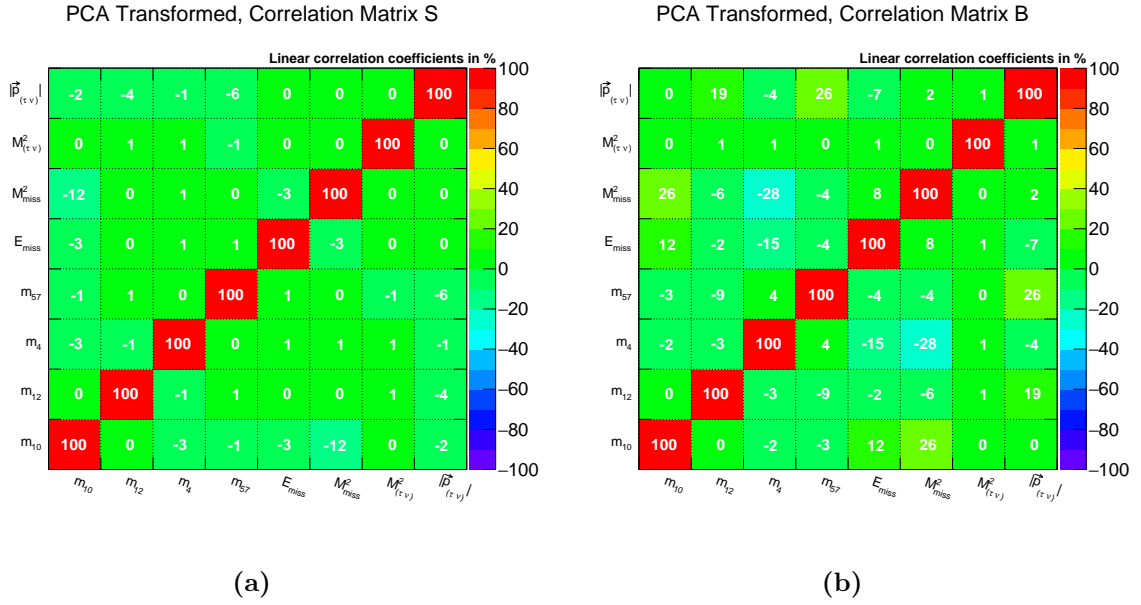 PCA Transformed, Correlation Matrix S
Linear correlation coefficients in %
|p⃗(τ ν)| -2 -4 -1 -6 0 0 0 100
M²(τ ν) 0 1 1 -1 0 0 100 0
M²miss -12 0 1 0 -3 100 0 0
Emiss -3 0 1 1 100 -3 0 0
m57 -1 1 0 100 1 0 -1 -6
m4 -3 -1 100 0 1 1 1 -1
m12 0 100 -1 1 0 0 1 -4
m10 100 0 -3 -1 -3 -12 0 -2
m10 m12 m4 m57 Emiss M²miss M²(τ ν) |p⃗(τ ν)|
100
80
60
40
20
0
−20
−40
−60
−80
−100
(a)
PCA Transformed, Correlation Matrix B
Linear correlation coefficients in %
|p⃗(τ ν)| 0 19 -4 26 -7 2 1 100
M²(τ ν) 0 1 1 0 1 0 100 1
M²miss 26 -6 -28 -4 8 100 0 2
Emiss 12 -2 -15 -4 100 8 1 -7
m57 -3 -9 4 100 -4 -4 0 26
m4 -2 -3 100 4 -15 -28 1 -4
m12 0 100 -3 -9 -2 -6 1 19
m10 100 0 -2 -3 12 26 0 0
m10 m12 m4 m57 Emiss M²miss M²(τ ν) |p⃗(τ ν)|
100
80
60
40
20
0
−20
−40
−60
−80
−100
(b)